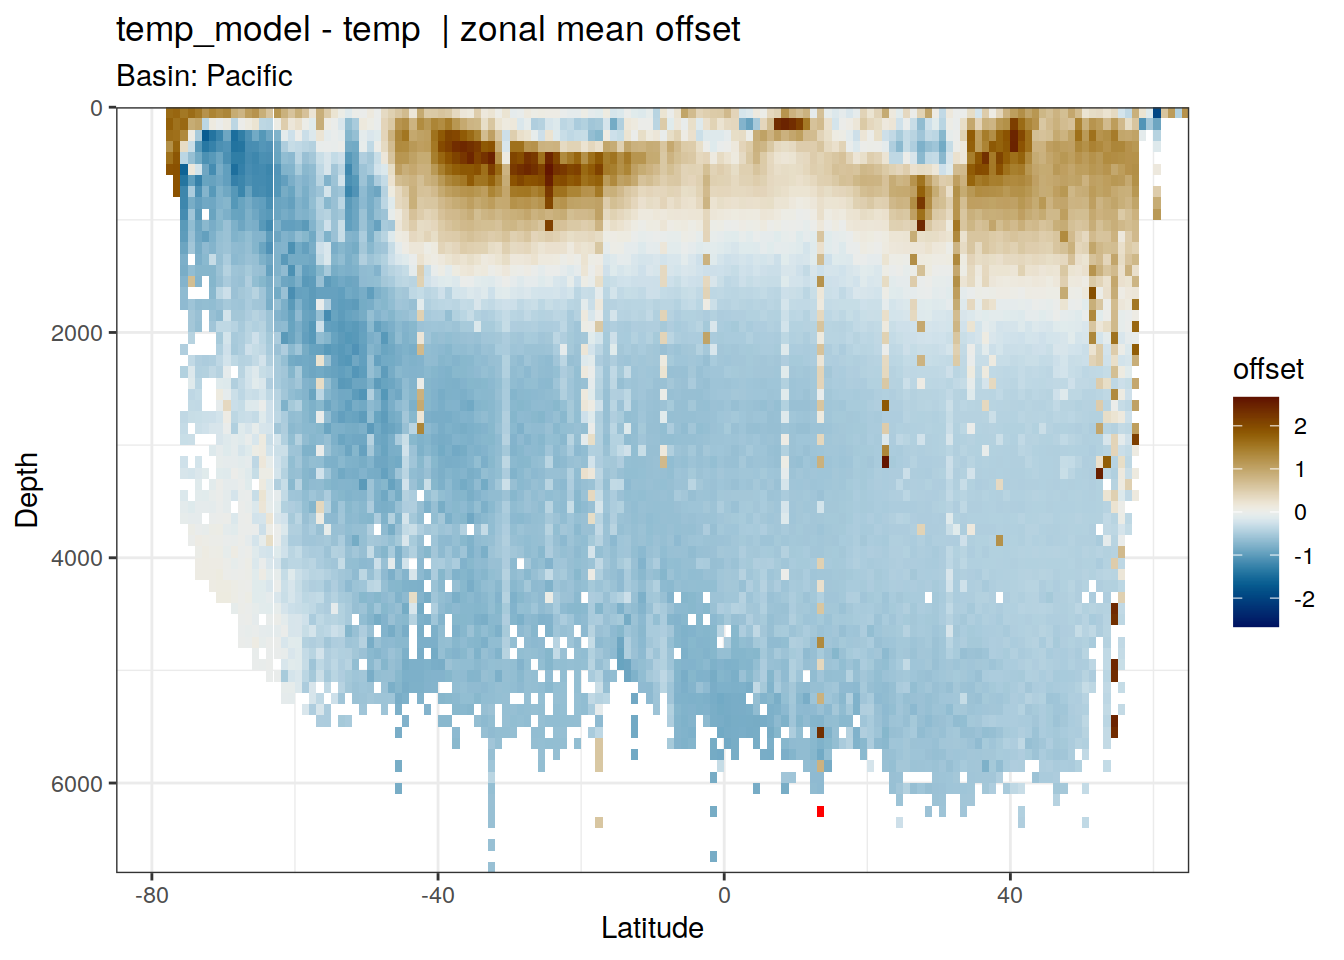 temp_model - temp  | zonal mean offset
Basin: Pacific
0
2000
4000
6000
Depth
-80
-40
0
40
Latitude
offset
2
1
0
-1
-2